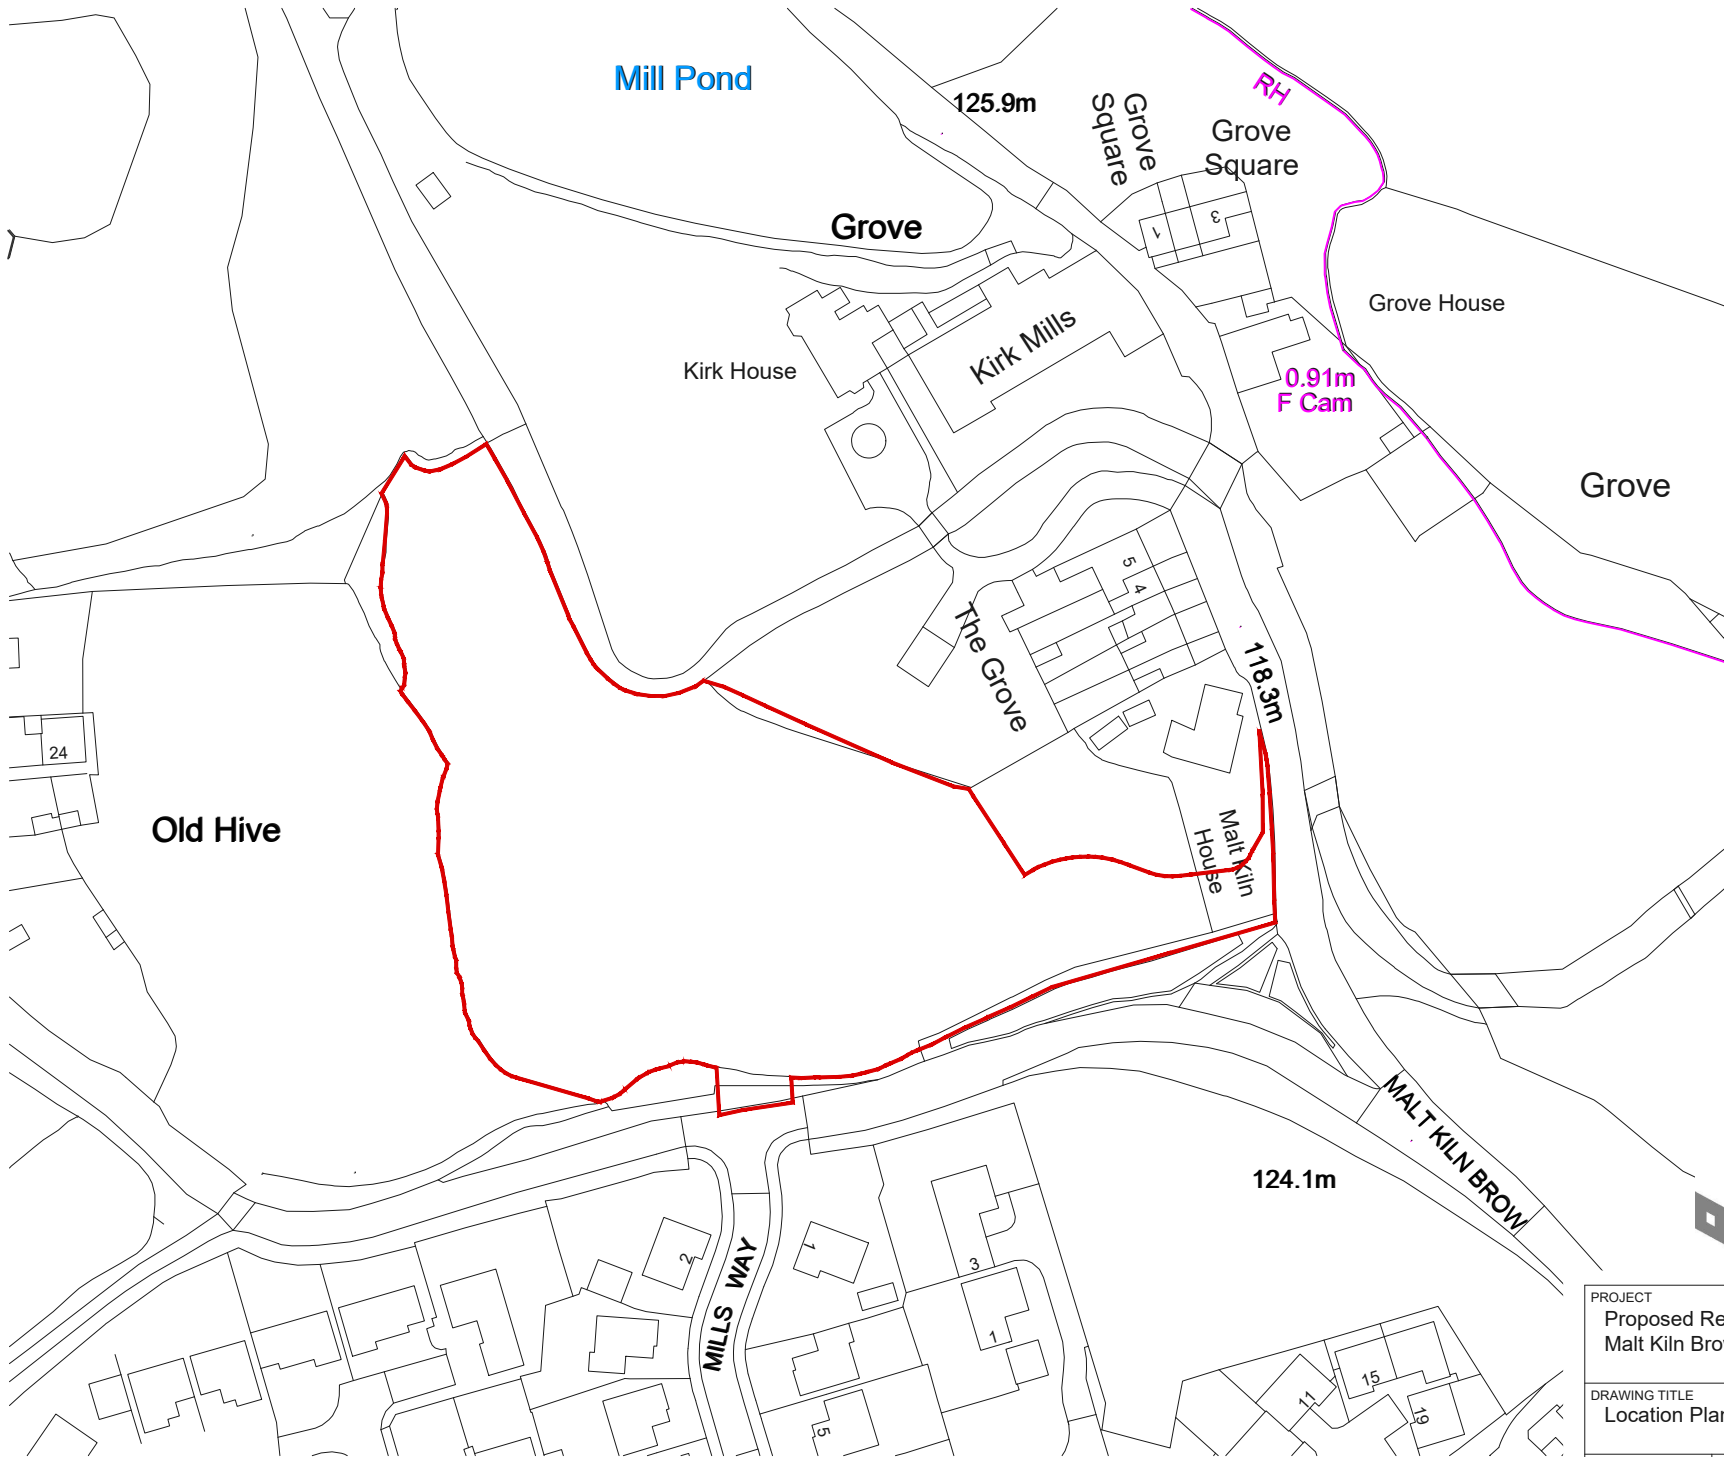 Mill Pond
125.9m
RH
Grove
Square
Grove
Square
1
3
Grove
Grove House
Kirk House
Kirk Mills
0.91m
F Cam
Grove
5
4
The Grove
118.3m
24
Old Hive
Malt Kiln
House
MALT KILN BROW
124.1m
MILLS WAY
2
1
3
1
5
11
15
19
PROJECT
Proposed Re
Malt Kiln Brow
DRAWING TITLE
Location Plan